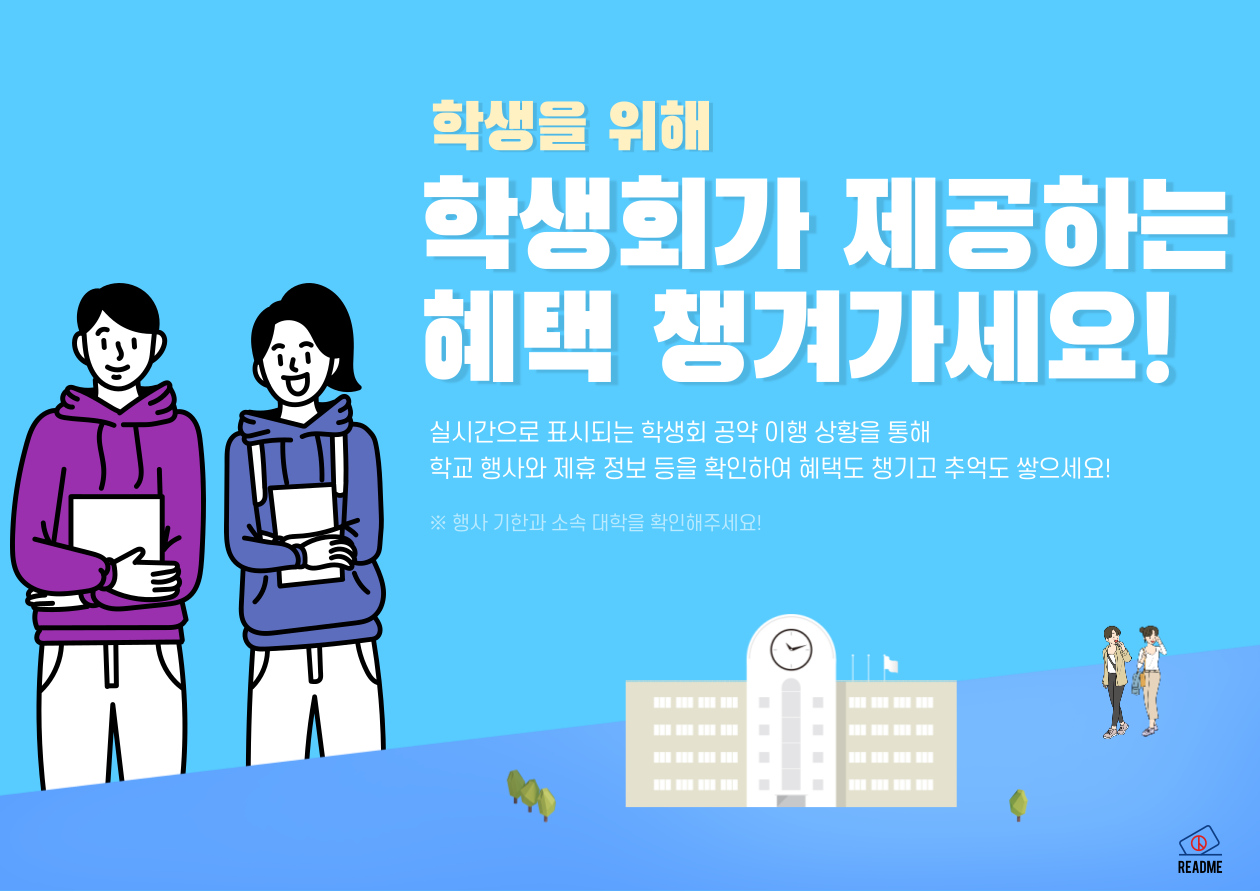 학생을 위해
학생회가 제공하는
혜택 챙겨가세요!
실시간으로 표시되는 학생회 공약 이행 상황을 통해
학교 행사와 제휴 정보 등을 확인하여 혜택도 챙기고 추억도 쌓으세요!
※ 행사 기한과 소속 대학을 확인해주세요!
README